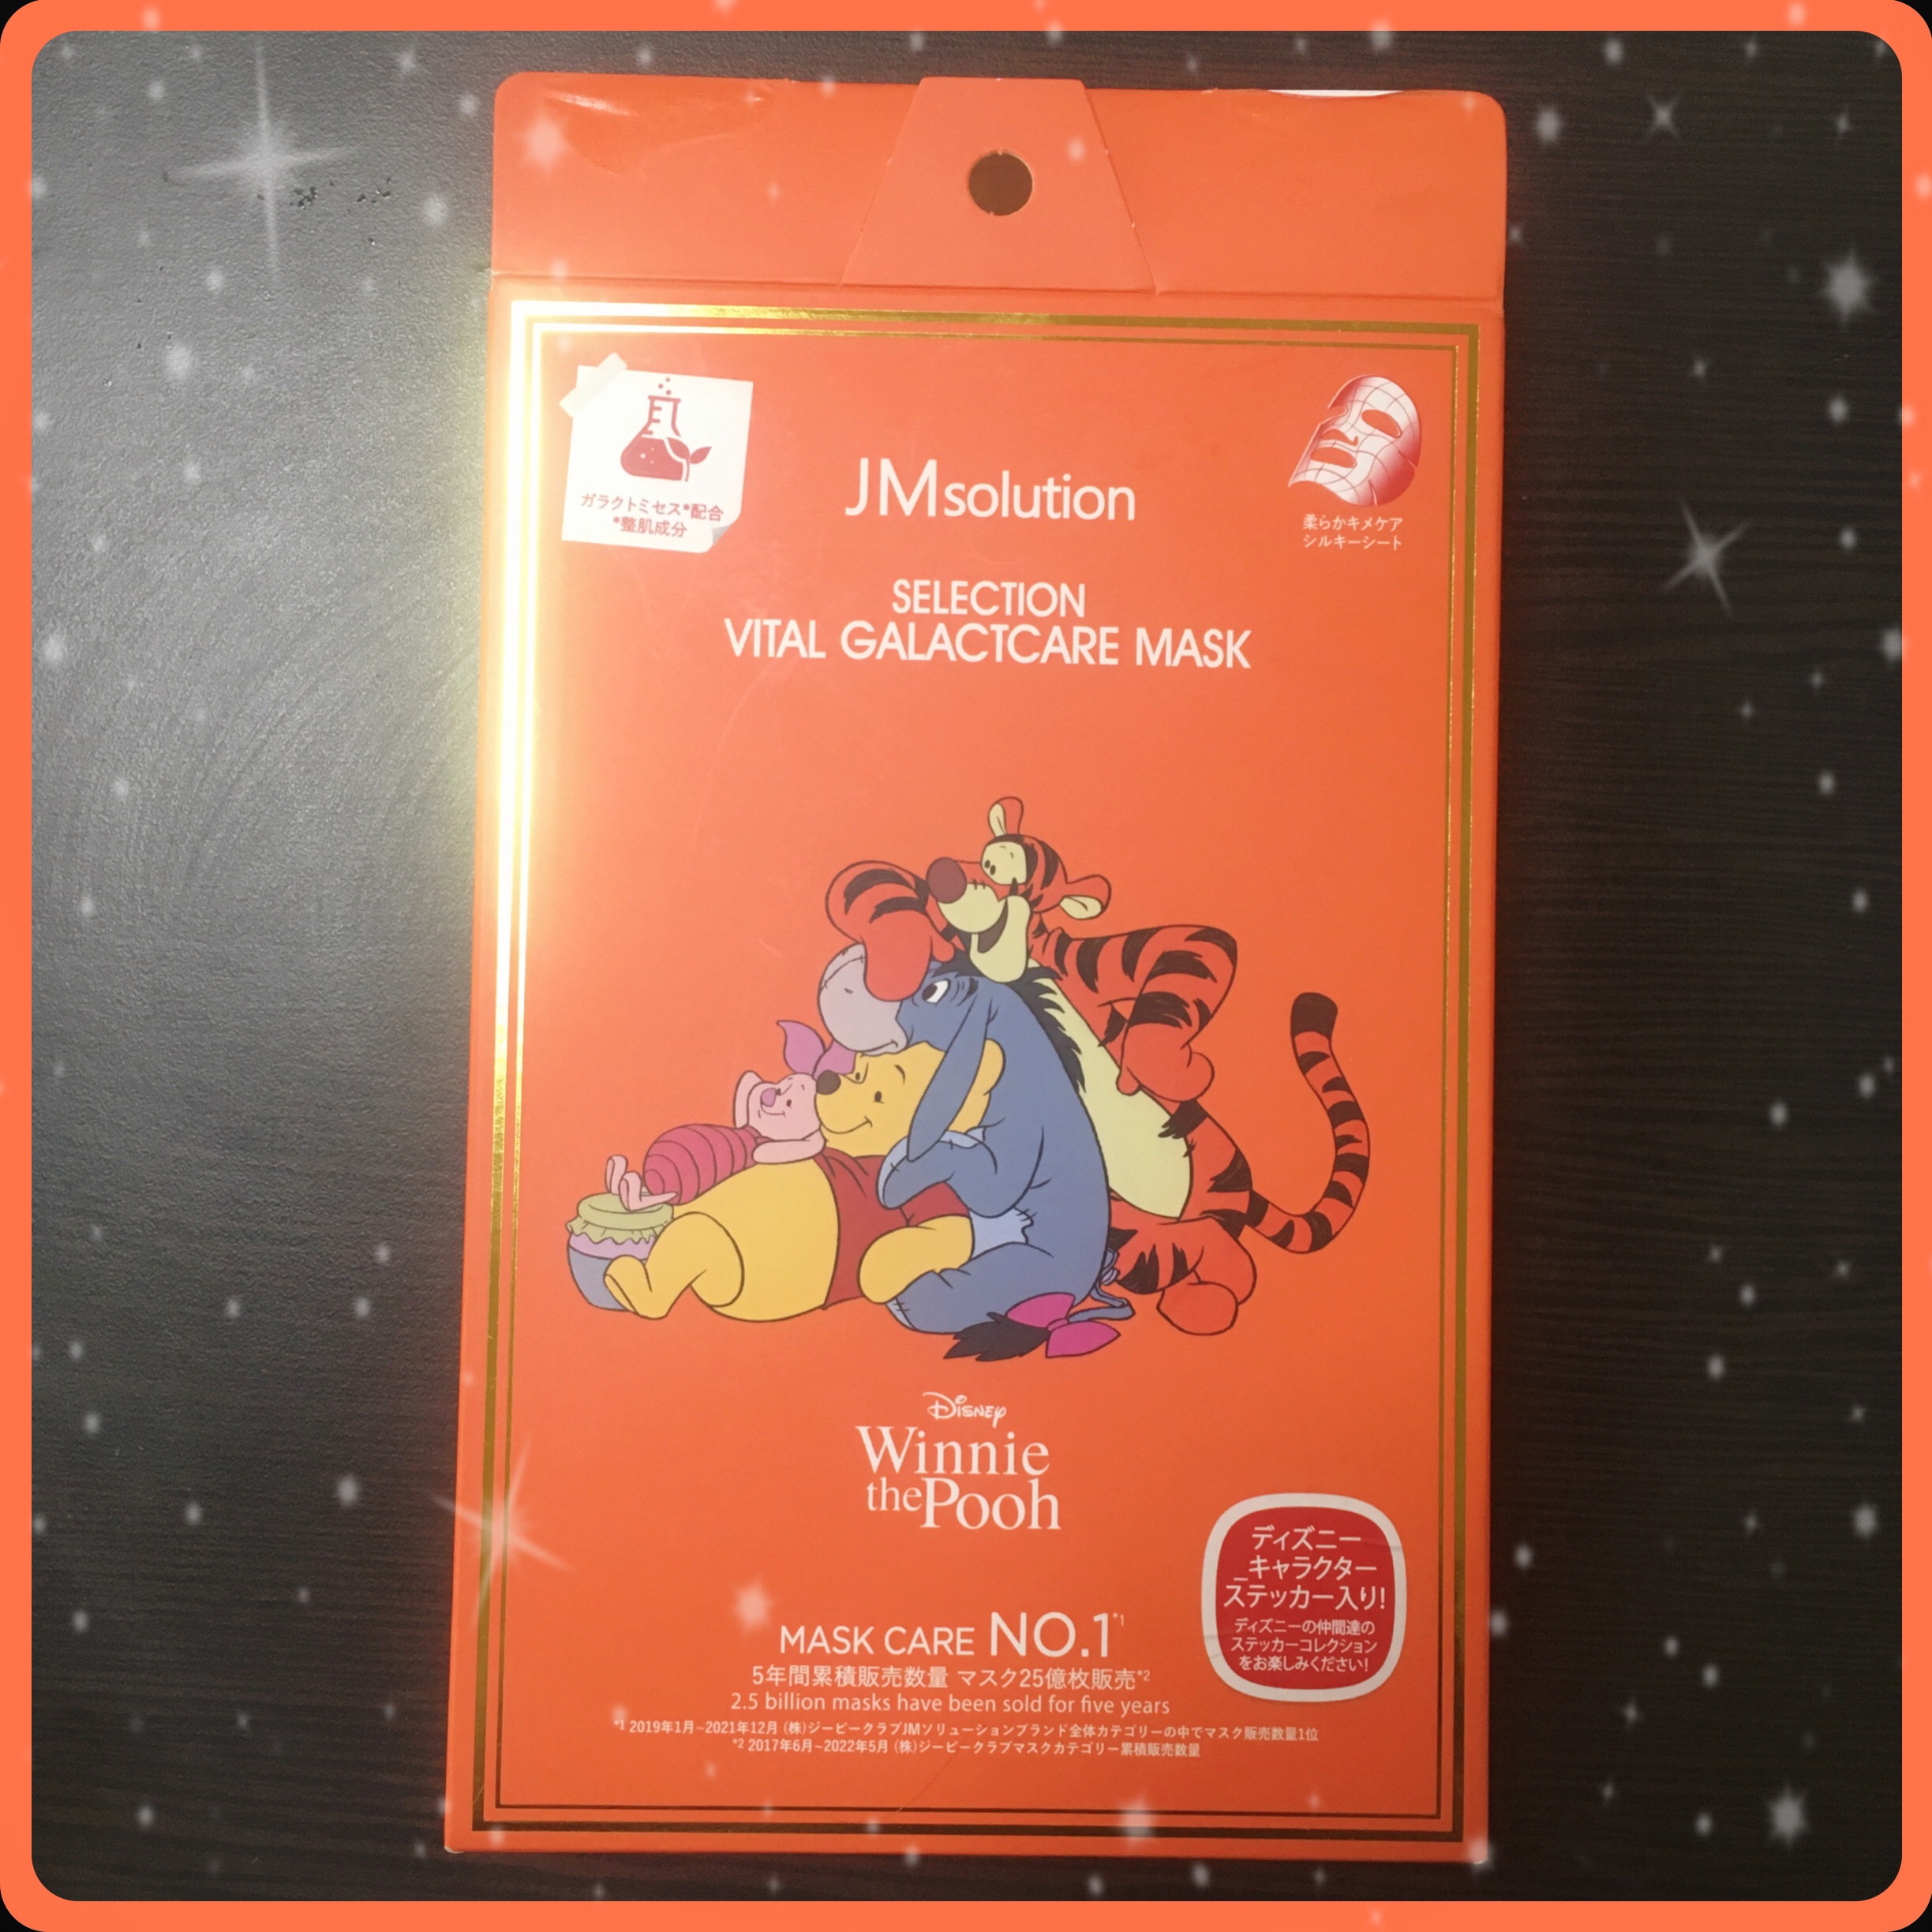 ガラクトミセス*配合
*整肌成分
JMsolution
柔らかキメケア
シルキーシート
SELECTION
VITAL GALACTCARE MASK
Disney
Winnie
the Pooh
ディズニー
キャラクター
ステッカー入り!
ディズニーの仲間達の
ステッカーコレクション
をお楽しみください!
MASK CARE NO.1*1
5年間累積販売数量 マスク25億枚販売*2
2.5 billion masks have been sold for five years
*1 2019年1月~2021年12月 (株)ジーピークラブJMソリューションブランド全体カテゴリーの中でマスク販売数量1位
*2 2017年6月~2022年5月 (株)ジーピークラブマスクカテゴリー累積販売数量